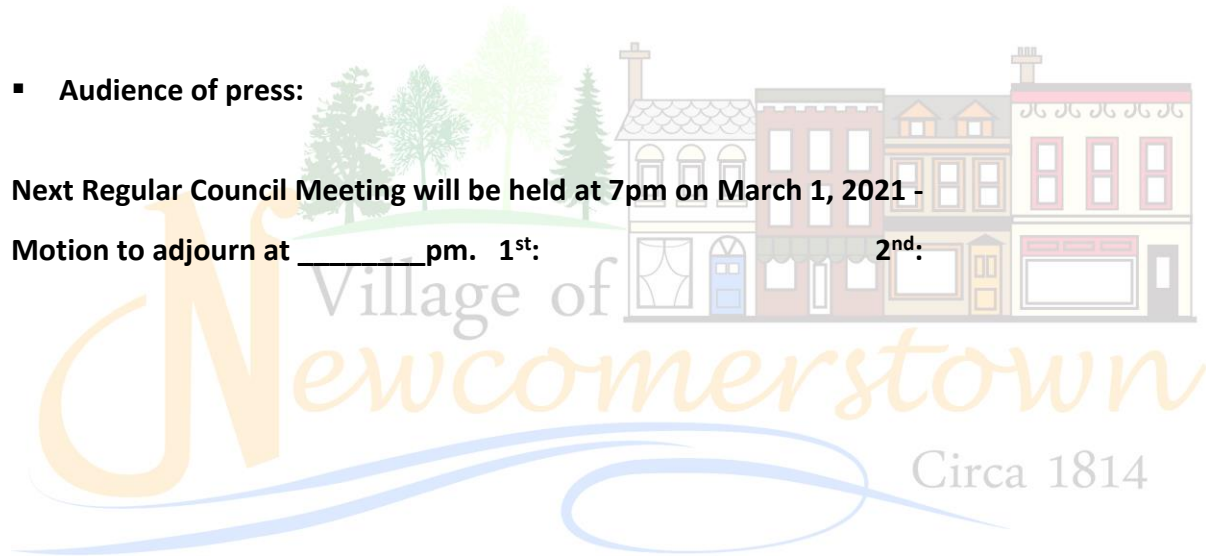 ▪ Audience of press:
Next Regular Council Meeting will be held at 7pm on March 1, 2021 -
Motion to adjourn at ________pm. 1st: 2nd:
Village of
Newcomerstown
Circa 1814